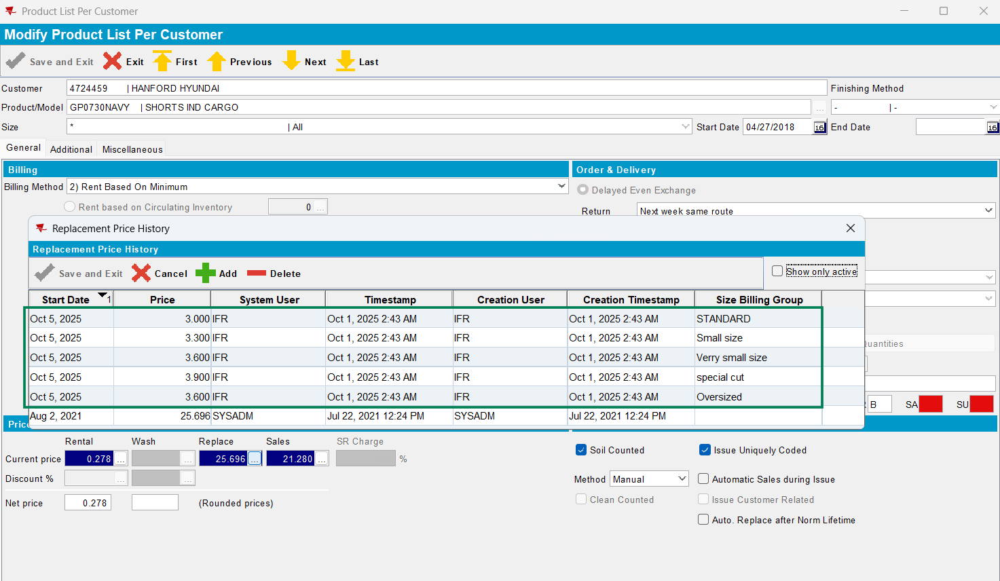 Product List Per Customer
Modify Product List Per Customer
Save and Exit Exit First Previous Next Last
Customer 4724459 | HANFORD HYUNDAI Finishing Method
Product/Model GP0730NAVY | SHORTS IND CARGO ... - | -
Size * | All Start Date 04/27/2018 16 End Date 16
General Additional Miscellaneous
Billing Order & Delivery
Billing Method 2) Rent Based On Minimum Delayed Even Exchange
Rent based on Circulating Inventory 0 ... Return Next week same route
Replacement Price History
Replacement Price History
Save and Exit Cancel Add Delete Show only active
Start Date 1 Price System User Timestamp Creation User Creation Timestamp Size Billing Group
Oct 5, 2025 3.000 IFR Oct 1, 2025 2:43 AM IFR Oct 1, 2025 2:43 AM STANDARD
Oct 5, 2025 3.300 IFR Oct 1, 2025 2:43 AM IFR Oct 1, 2025 2:43 AM Small size
Oct 5, 2025 3.600 IFR Oct 1, 2025 2:43 AM IFR Oct 1, 2025 2:43 AM Verry small size
Oct 5, 2025 3.900 IFR Oct 1, 2025 2:43 AM IFR Oct 1, 2025 2:43 AM special cut
Oct 5, 2025 3.600 IFR Oct 1, 2025 2:43 AM IFR Oct 1, 2025 2:43 AM Oversized
Aug 2, 2021 25.696 SYSADM Jul 22, 2021 12:24 PM SYSADM Jul 22, 2021 12:24 PM
uantities
B SA SU
Price
Rental Wash Replace Sales SR Charge
Current price 0.278 ... ... 25.696 ... 21.280 ... %
Discount % ... ...
Net price 0.278 (Rounded prices)
Soil Counted Issue Uniquely Coded
Method Manual Automatic Sales during Issue
Clean Counted Issue Customer Related
Auto. Replace after Norm Lifetime